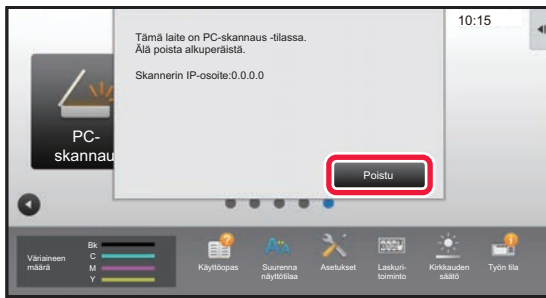 10:15
Tämä laite on PC-skannaus -tilassa.
Älä poista alkuperäistä.
Skannerin IP-osoite:0.0.0.0
PC-
skannau
Poistu
Väriaineen
määrä
Bk
C
M
Y
Käyttöopas
Suurenna
näyttötilaa
Asetukset
Laskuri-
toiminto
Kirkkauden
säätö
Työn tila